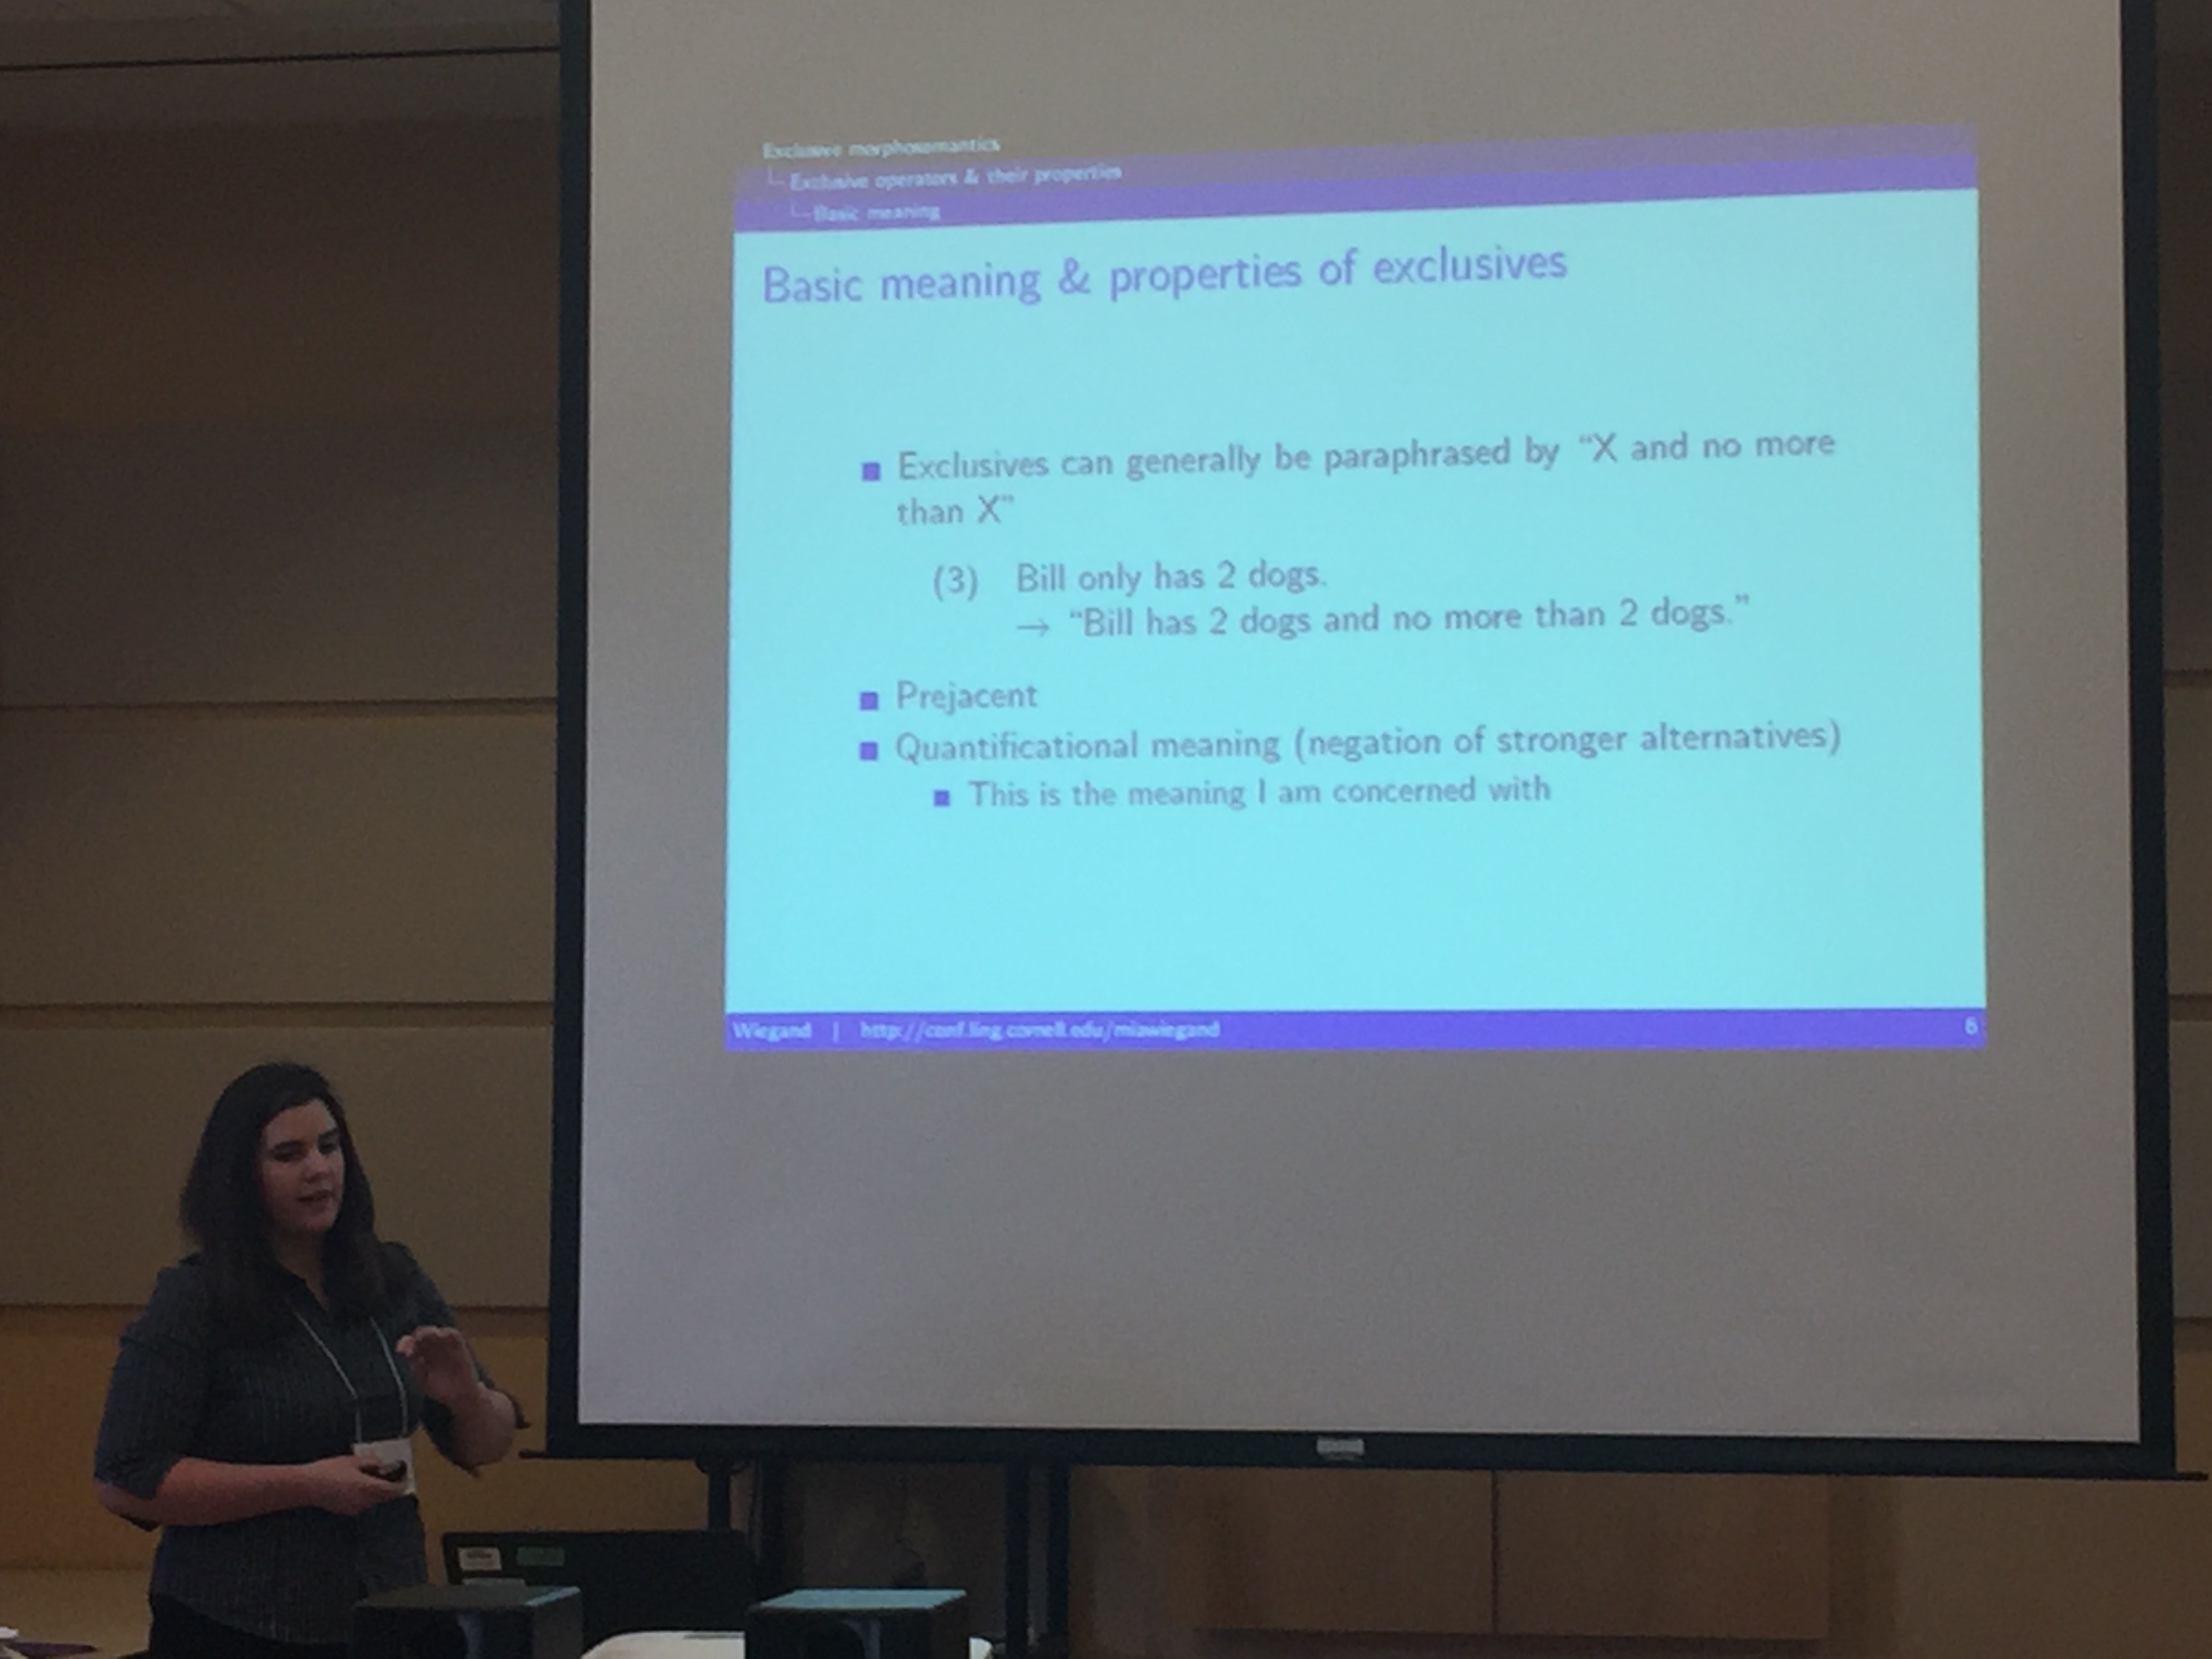 Exclusive morphosemantics
Exclusive operators & their properties
Basic meaning
Basic meaning & properties of exclusives
Exclusives can generally be paraphrased by “X and no more
than X”
(3) Bill only has 2 dogs.
→ “Bill has 2 dogs and no more than 2 dogs.”
Prejacent
Quantificational meaning (negation of stronger alternatives)
This is the meaning I am concerned with
Wiegand | http://conf.ling.cornell.edu/miawiegand 6